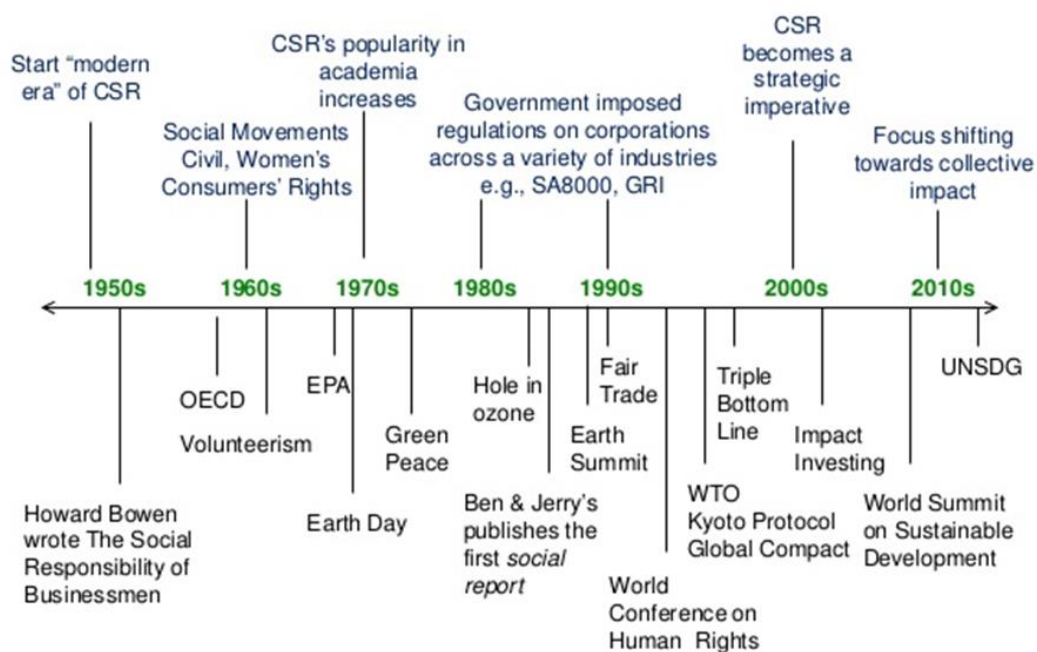 Start “modern
era” of CSR
Social Movements
Civil, Women’s
Consumers’ Rights
CSR’s popularity in
academia
increases
Government imposed
regulations on corporations
across a variety of industries
e.g., SA8000, GRI
CSR
becomes a
strategic
imperative
Focus shifting
towards collective
impact
1950s
1960s
1970s
1980s
1990s
2000s
2010s
Howard Bowen
wrote The Social
Responsibility of
Businessmen
OECD
Volunteerism
EPA
Earth Day
Green
Peace
Hole in
ozone
Ben & Jerry’s
publishes the
first social
report
Earth
Summit
Fair
Trade
World
Conference on
Human Rights
WTO
Kyoto Protocol
Global Compact
Triple
Bottom
Line
Impact
Investing
World Summit
on Sustainable
Development
UNSDG